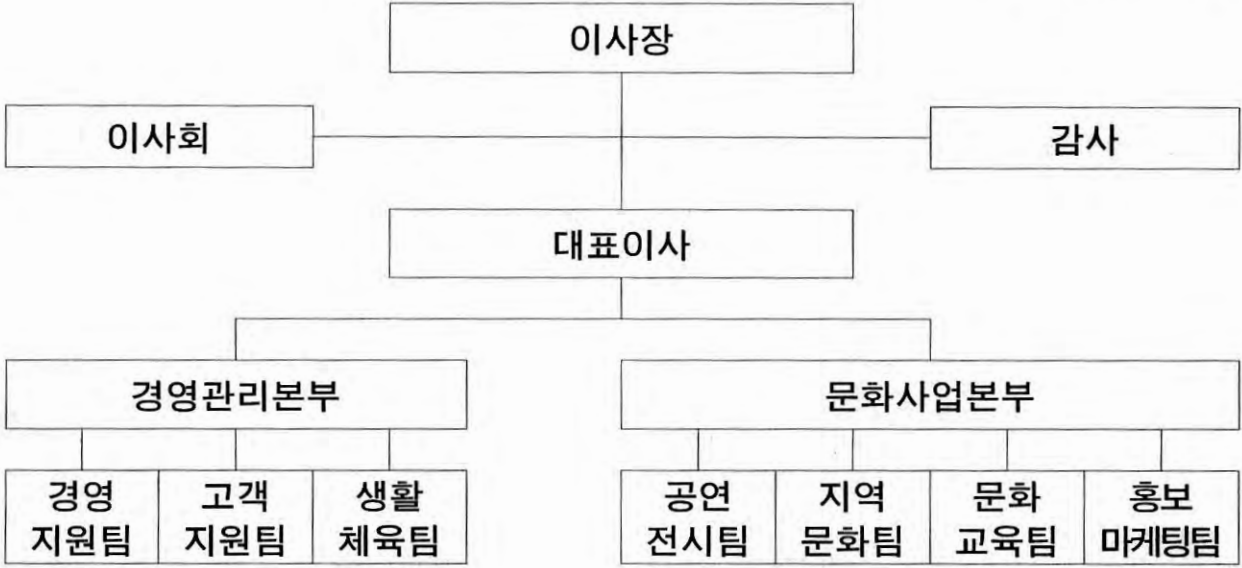 이사장
이사회
감사
대표이사
경영관리본부
문화사업본부
경영
지원팀
고객
지원팀
생활
체육팀
공연
전시팀
지역
문화팀
문화
교육팀
홍보
마케팅팀